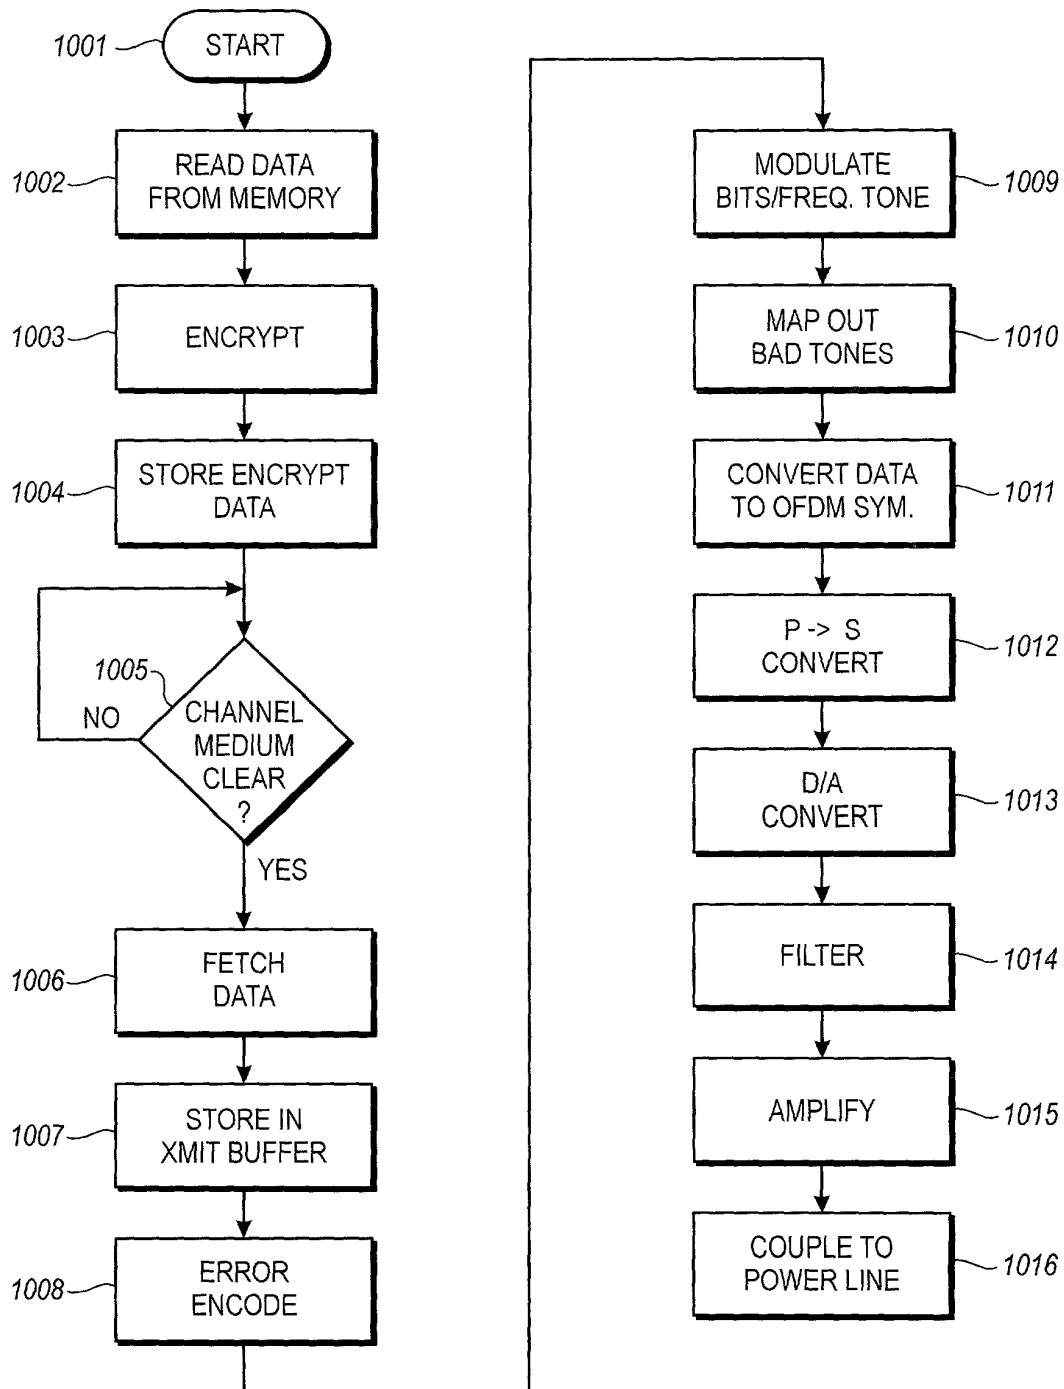 1001
START
1002
READ DATA
FROM MEMORY
1003
ENCRYPT
1004
STORE ENCRYPT
DATA
1005
NO
CHANNEL
MEDIUM
CLEAR
?
YES
1006
FETCH
DATA
1007
STORE IN
XMIT BUFFER
1008
ERROR
ENCODE
MODULATE
BITS/FREQ. TONE
1009
MAP OUT
BAD TONES
1010
CONVERT DATA
TO OFDM SYM.
1011
P -> S
CONVERT
1012
D/A
CONVERT
1013
FILTER
1014
AMPLIFY
1015
COUPLE TO
POWER LINE
1016